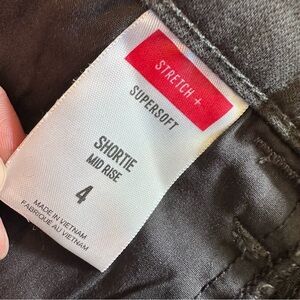 STRETCH +
SUPERSOFT
SHORTIE
MID RISE
4
MADE IN VIETNAM
FABRIQUÉ AU VIETNAM